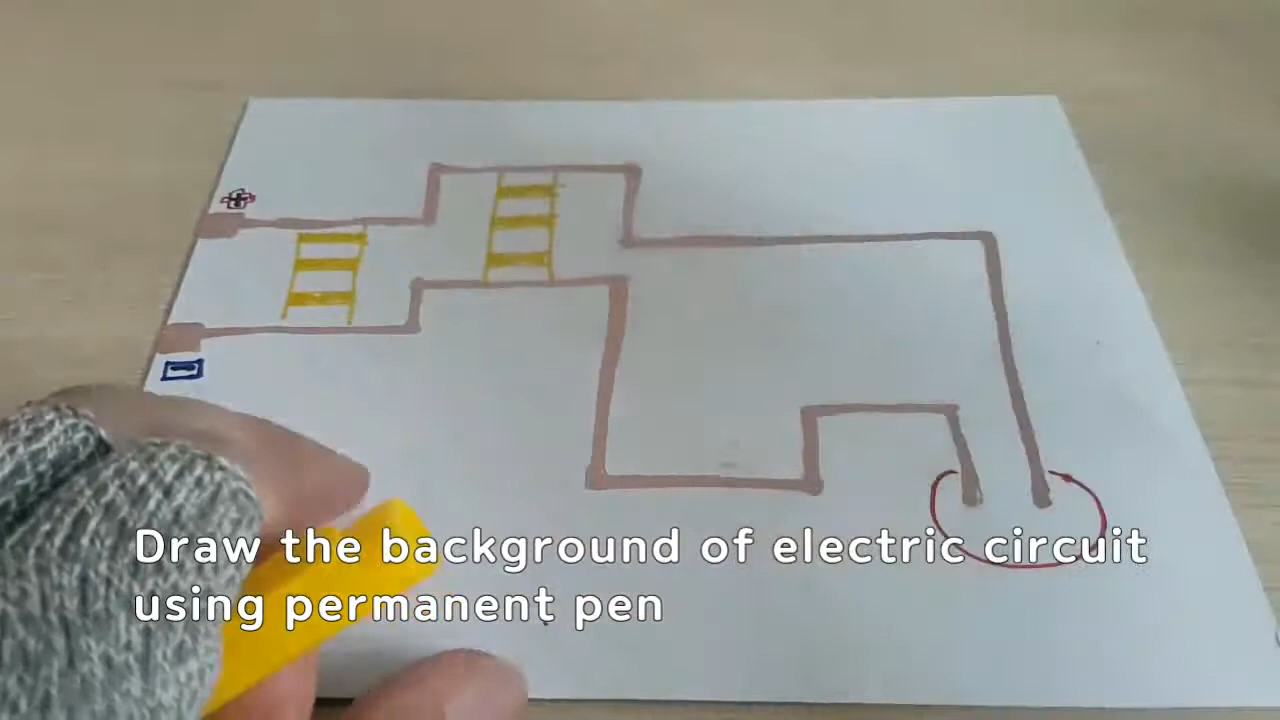 +
-
Draw the background of electric circuit
using permanent pen